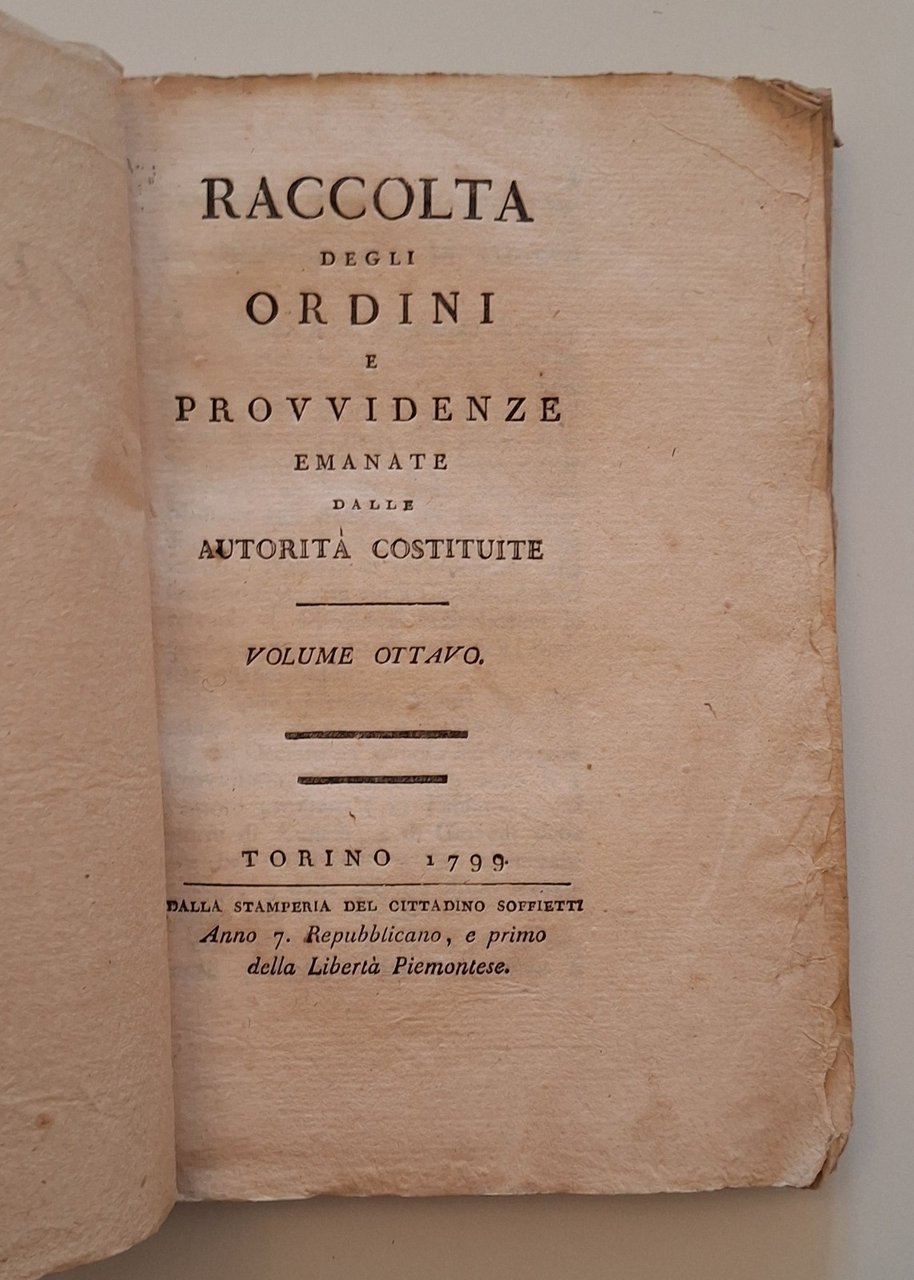 RACCOLTA
DEGLI
ORDINI
E
PROVVIDENZE
EMANATE
DALLE
AUTORITÀ COSTITUITE
VOLUME OTTAVO.
TORINO 1799.
DALLA STAMPERIA DEL CITTADINO SOFFIETTI
Anno 7. Repubblicano, e primo
della Libertà Piemontese.